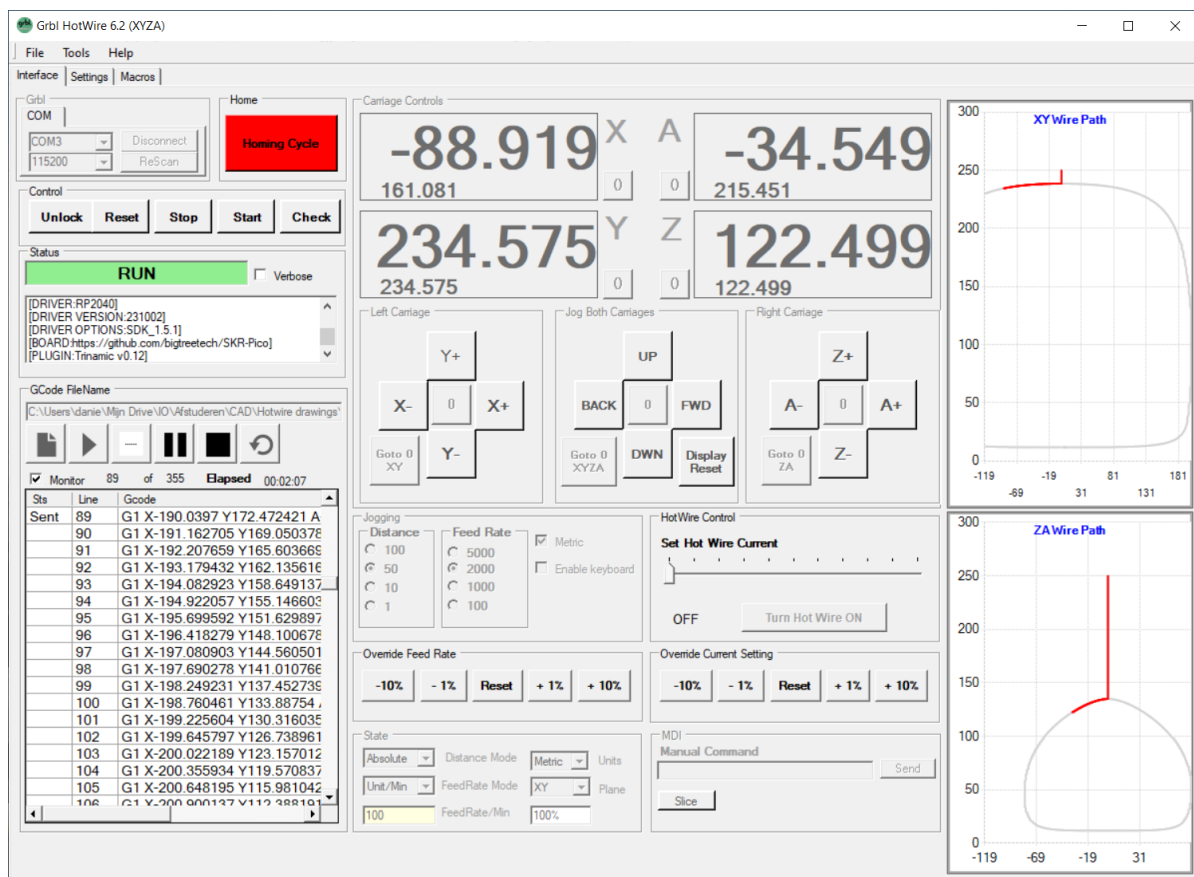 Grbl HotWire 6.2 (XYZA)
File Tools Help
Interface Settings Macros
Grbl
COM
COM3 Disconnect
115200 ReScan
Home
Homing Cycle
Control
Unlock Reset Stop Start Check
Status
RUN Verbose
[DRIVER:RP2040]
[DRIVER VERSION:231002]
[DRIVER OPTIONS:SDK_1.5.1]
[BOARD:https://github.com/bigtreetech/SKR-Pico]
[PLUGIN:Trinamic v0.12]
GCode FileName
C:\Users\danie\Mijn Drive\IO\Afstuderen\CAD\Hotwire drawings\
Monitor 89 of 355 Elapsed 00:02:07
Sts Line Gcode
Sent 89 G1 X-190.0397 Y172.472421 A
90 G1 X-191.162705 Y169.050378
91 G1 X-192.207659 Y165.603669
92 G1 X-193.179432 Y162.135616
93 G1 X-194.082923 Y158.649137
94 G1 X-194.922057 Y155.146603
95 G1 X-195.699592 Y151.629897
96 G1 X-196.418279 Y148.100678
97 G1 X-197.080903 Y144.560501
98 G1 X-197.690278 Y141.010766
99 G1 X-198.249231 Y137.452739
100 G1 X-198.760461 Y133.88754
101 G1 X-199.225604 Y130.316035
102 G1 X-199.645797 Y126.738961
103 G1 X-200.022189 Y123.157012
104 G1 X-200.355934 Y119.570837
105 G1 X-200.648195 Y115.981042
106 G1 X-200.900137 Y112.388191
Carriage Controls
-88.919 X
161.081 0
A -34.549
0 215.451
234.575 Y
234.575 0
Z 122.499
0 122.499
Left Carriage
Y+
X- 0 X+
Goto 0 XY
Y-
Jog Both Carriages
UP
BACK 0 FWD
Goto 0 XYZA
DWN
Display Reset
Right Carriage
Z+
A- 0 A+
Goto 0 ZA
Z-
Jogging
Distance
100
50
10
1
Feed Rate
5000
2000
1000
100
Metric
Enable keyboard
HotWire Control
Set Hot Wire Current
OFF Turn Hot Wire ON
Override Feed Rate
-10% - 1% Reset + 1% + 10%
Override Current Setting
-10% - 1% Reset + 1% + 10%
State
Absolute Distance Mode Metric Units
Unit/Min FeedRate Mode XY Plane
100 FeedRate/Min 100%
MDI
Manual Command
Send
Slice
XY Wire Path
300
250
200
150
100
50
0
-119 -19 81 181
-69 31 131
ZA Wire Path
300
250
200
150
100
50
0
-119 -69 -19 31